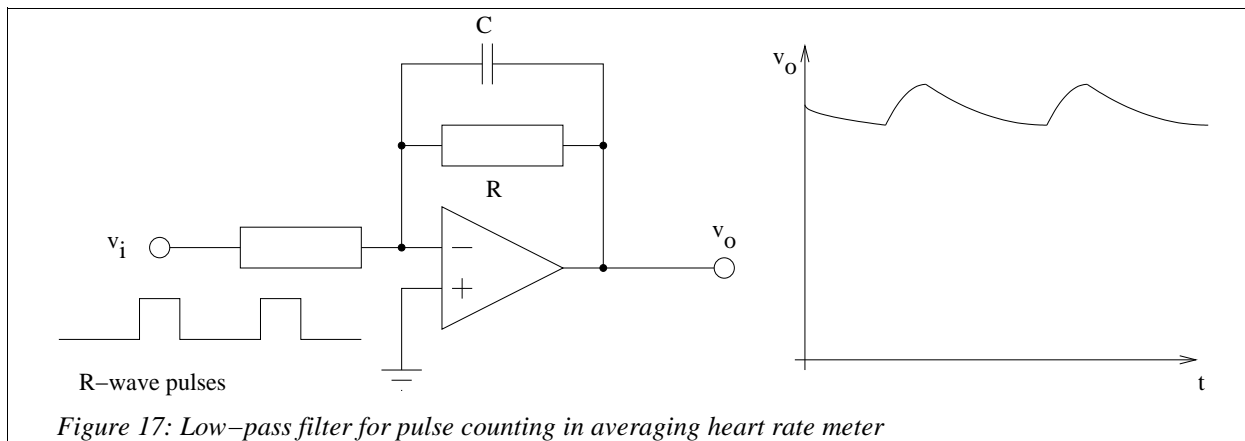 C
R
v_i
v_o
−
+
R−wave pulses
v_o
t
Figure 17: Low−pass filter for pulse counting in averaging heart rate meter